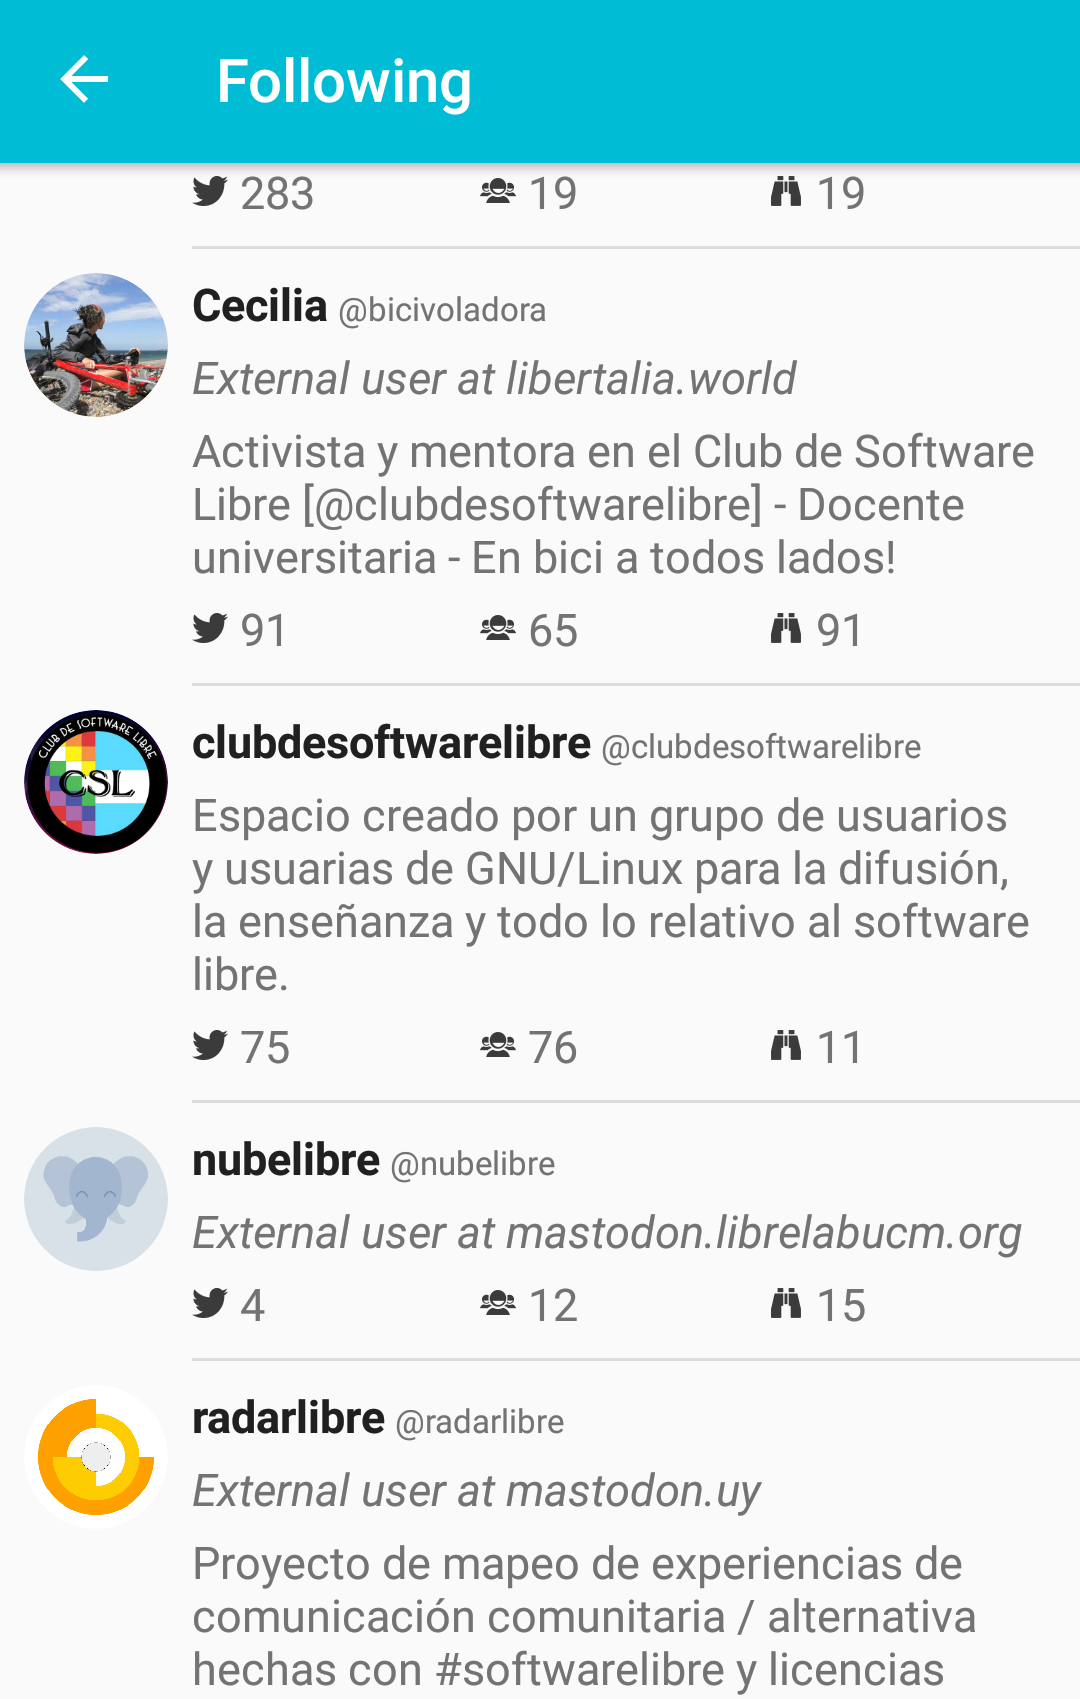 Following
283 19 19
Cecilia @bicivoladora
External user at libertalia.world
Activista y mentora en el Club de Software
Libre [@clubdesoftwarelibre] - Docente
universitaria - En bici a todos lados!
91 65 91
CLUB DE SOFTWARE LIBRE
CSL
clubdesoftwarelibre @clubdesoftwarelibre
Espacio creado por un grupo de usuarios
y usuarias de GNU/Linux para la difusión,
la enseñanza y todo lo relativo al software
libre.
75 76 11
nubelibre @nubelibre
External user at mastodon.librelabucm.org
4 12 15
radarlibre @radarlibre
External user at mastodon.uy
Proyecto de mapeo de experiencias de
comunicación comunitaria / alternativa
hechas con #softwarelibre y licencias